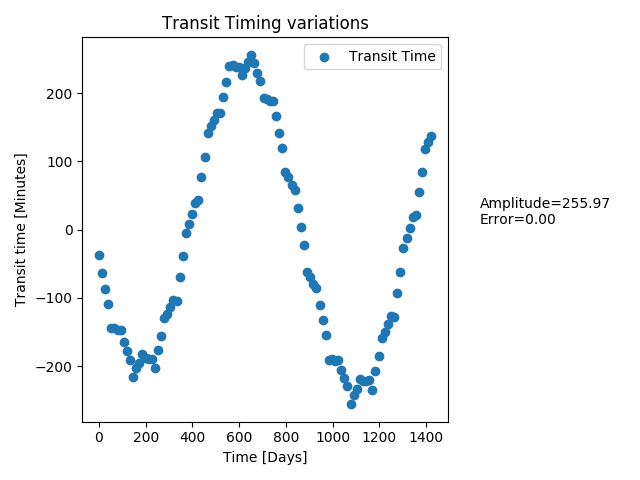 Transit Timing variations
Transit Time
Transit time [Minutes]
200
100
0
−100
−200
0
200
400
600
800
1000
1200
1400
Time [Days]
Amplitude=255.97
Error=0.00